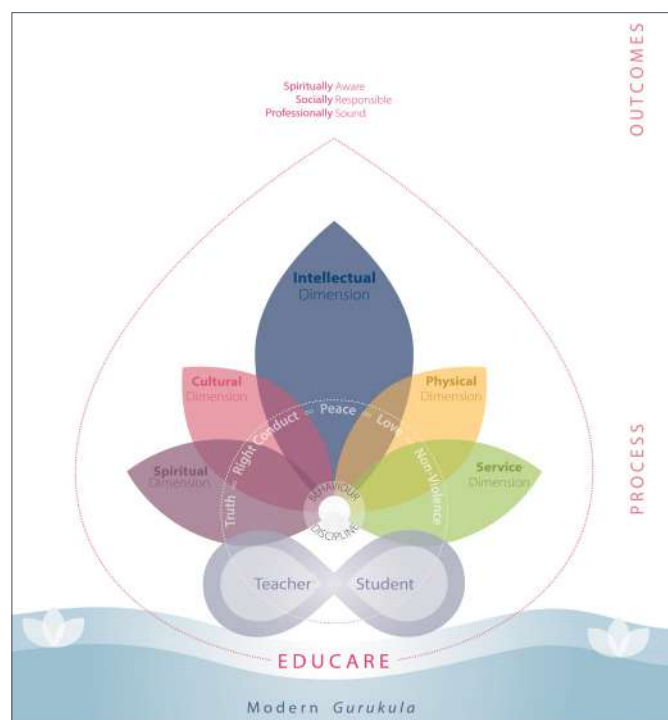 OUTCOMES
Spiritually Aware
Socially Responsible
Professionally Sound
Intellectual
Dimension
Cultural
Dimension
Physical
Dimension
Spiritual
Dimension
Service
Dimension
Truth ∞ Right Conduct ∞ Peace ∞ Love ∞ Non-Violence
BEHAVIOUR
DISCIPLINE
PROCESS
Teacher
Student
EDUCARE
Modern Gurukula